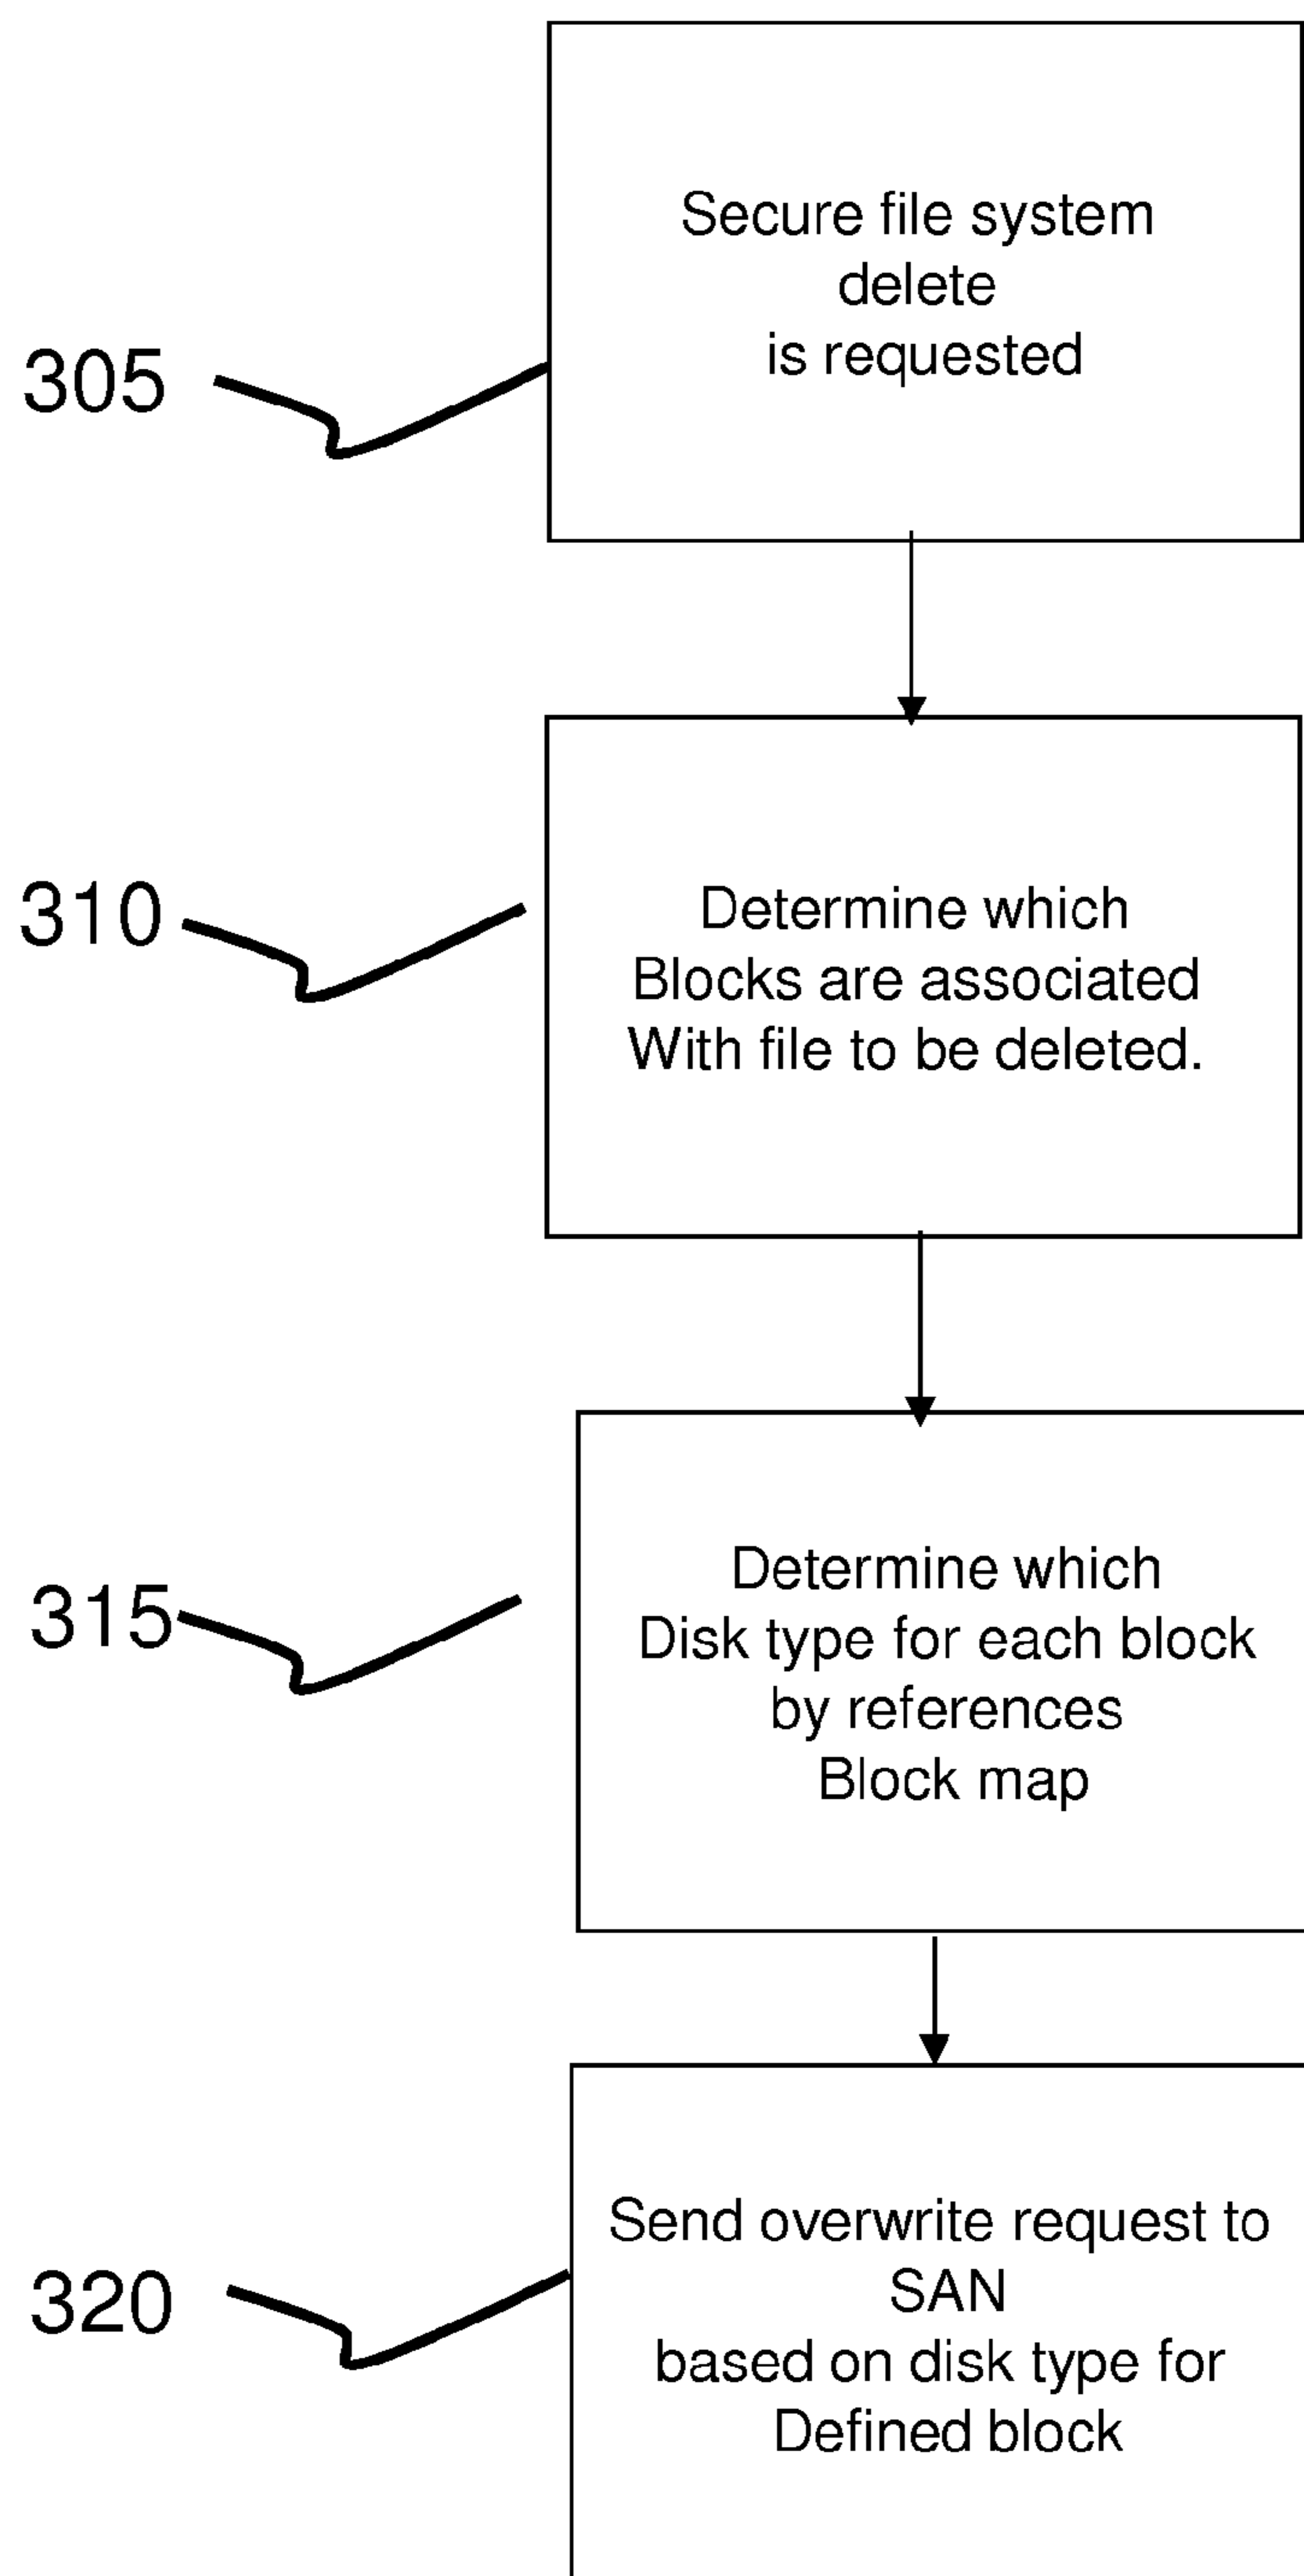 Secure file system
delete
is requested
305
310
Determine which
Blocks are associated
With file to be deleted.
315
Determine which
Disk type for each block
by references
Block map
320
Send overwrite request to
SAN
based on disk type for
Defined block